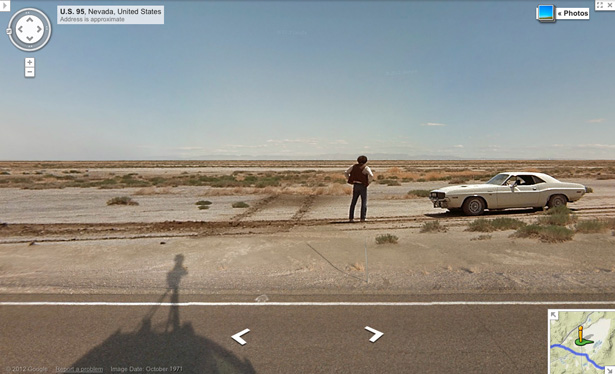 U.S. 95, Nevada, United States
Address is approximate
« Photos
© 2012 Google
Report a problem
Image Date: October 1971